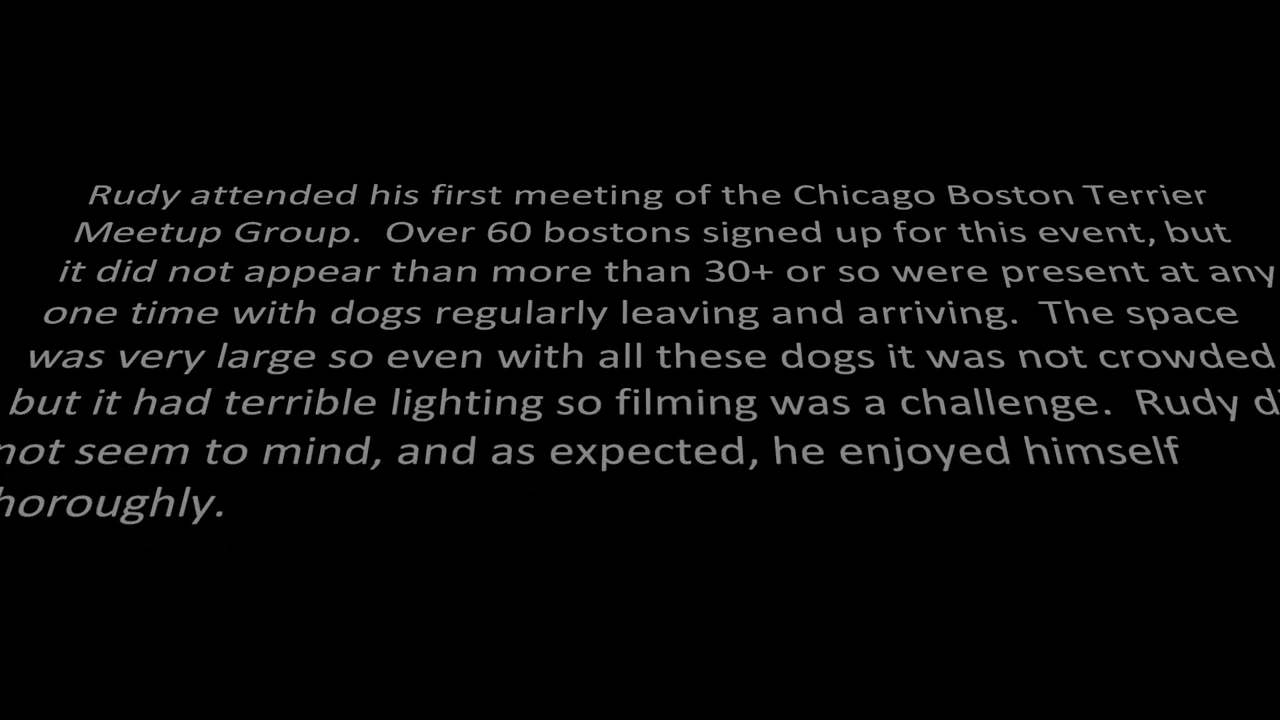 Rudy attended his first meeting of the Chicago Boston Terrier
Meetup Group.  Over 60 bostons signed up for this event, but
it did not appear than more than 30+ or so were present at any
one time with dogs regularly leaving and arriving.  The space
was very large so even with all these dogs it was not crowded
but it had terrible lighting so filming was a challenge.  Rudy
not seem to mind, and as expected, he enjoyed himself